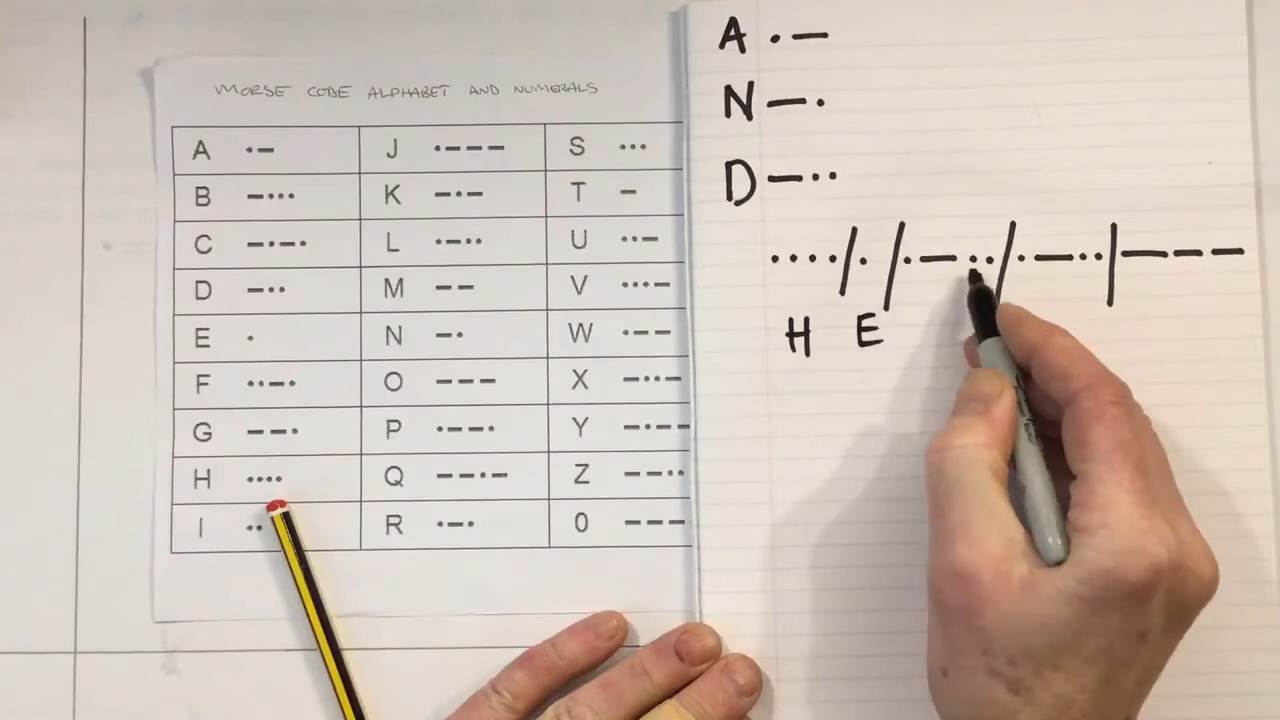 MORSE CODE ALPHABET AND NUMERALS
A •− J •−−− S •••
B −••• K −•− T −
C −•−• L •−•• U ••−
D −•• M −− V •••−
E • N −• W •−−
F ••−• O −−− X −••−
G −−• P •−−• Y −•−−
H •••• Q −−•− Z −−••
I •• R •−• 0 −−−
A •−
N −•
D −••
••••/•/•−••/•−••|−−−
H E